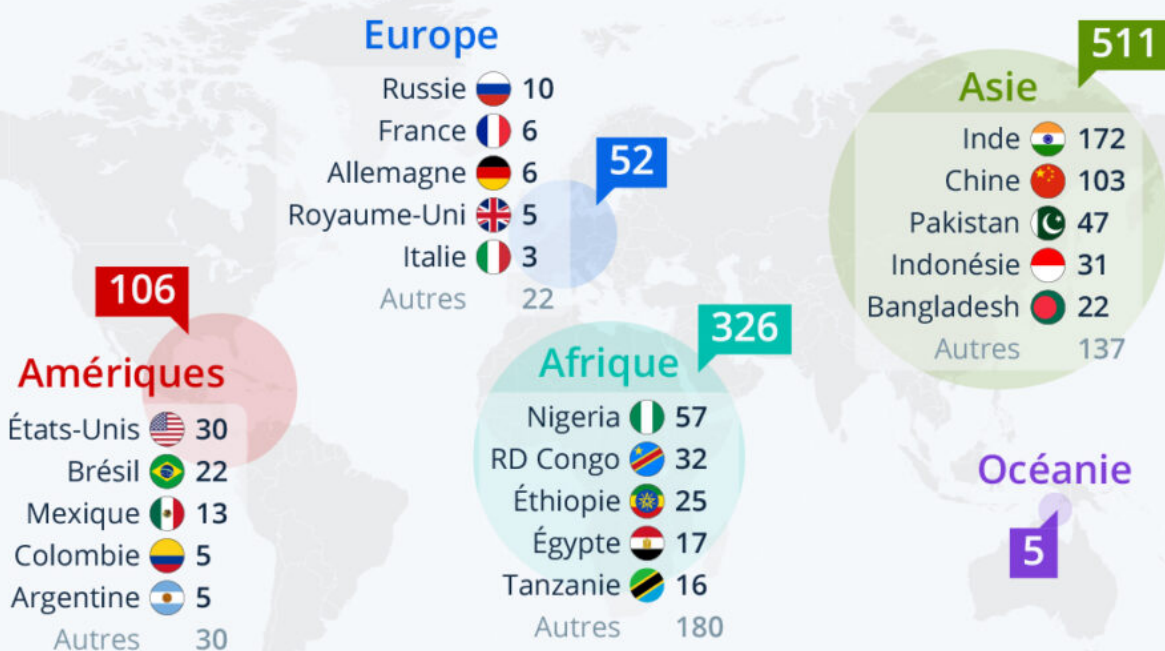 Europe
Russie 10
France 6
Allemagne 6
Royaume-Uni 5
Italie 3
Autres 22
52
511
Asie
Inde 172
Chine 103
Pakistan 47
Indonésie 31
Bangladesh 22
Autres 137
106
Amériques
États-Unis 30
Brésil 22
Mexique 13
Colombie 5
Argentine 5
Autres 30
326
Afrique
Nigeria 57
RD Congo 32
Éthiopie 25
Égypte 17
Tanzanie 16
Autres 180
Océanie
5